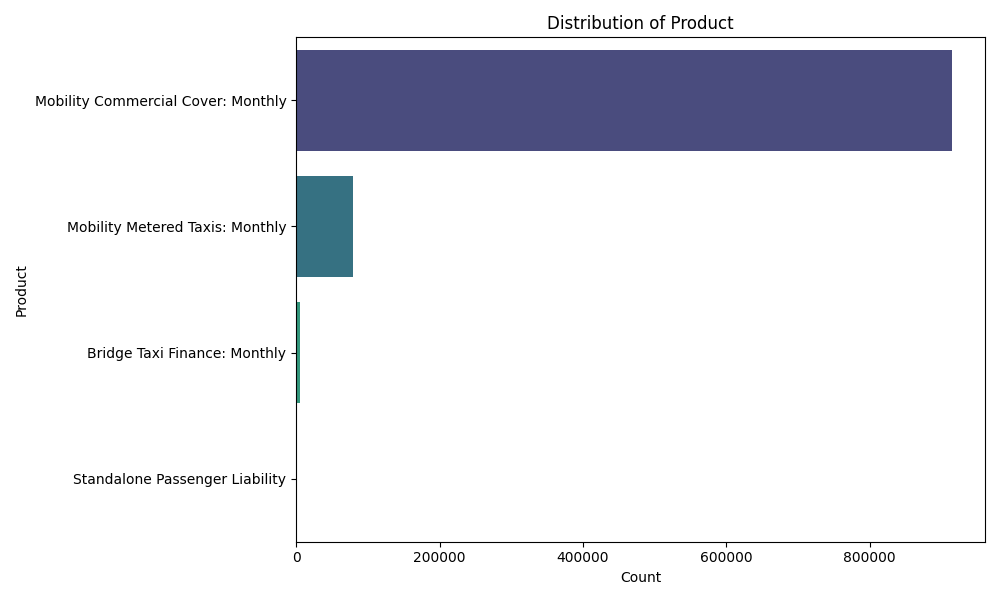 Distribution of Product
Mobility Commercial Cover: Monthly
Mobility Metered Taxis: Monthly
Bridge Taxi Finance: Monthly
Standalone Passenger Liability
Product
0 200000 400000 600000 800000
Count